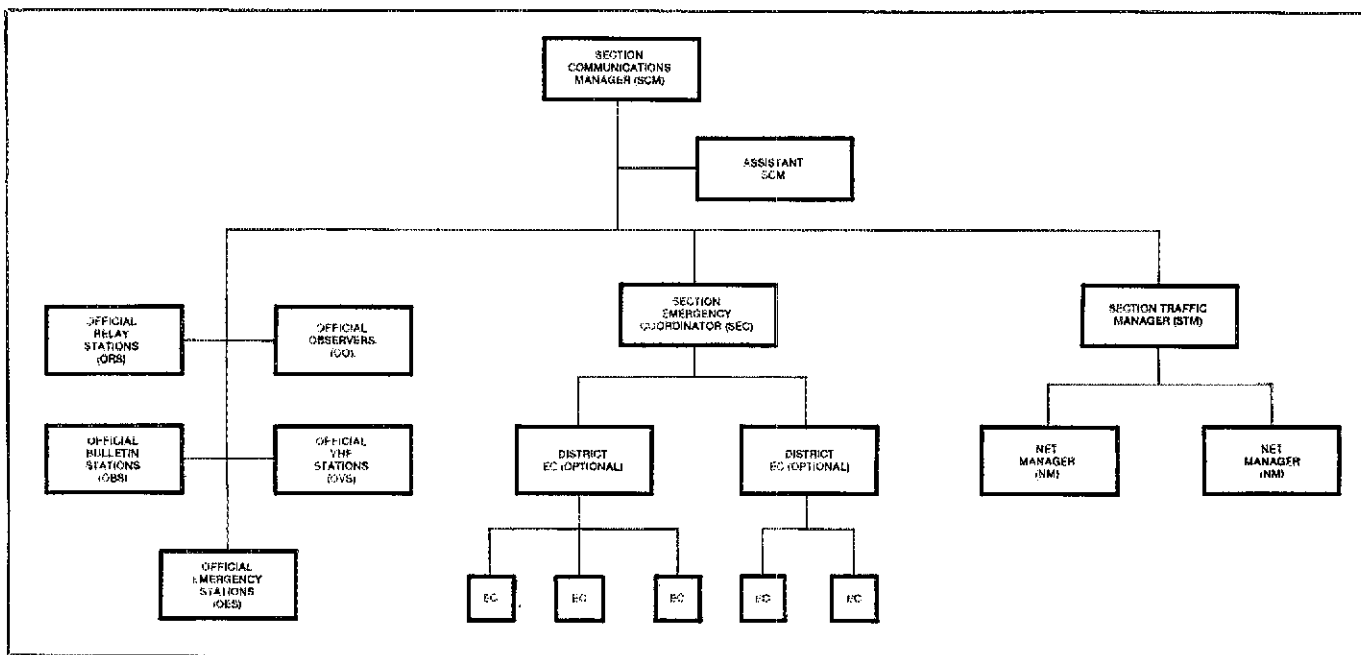 SECTION
COMMUNICATIONS
MANAGER (SCM)
ASSISTANT
SCM
OFFICIAL
RELAY
STATIONS
(ORS)
OFFICIAL
OBSERVERS
(OO)
OFFICIAL
BULLETIN
STATIONS
(OBS)
OFFICIAL
VHF
STATIONS
(OVS)
OFFICIAL
EMERGENCY
STATIONS
(OES)
SECTION
EMERGENCY
COORDINATOR (SEC)
DISTRICT
EC (OPTIONAL)
DISTRICT
EC (OPTIONAL)
EC
EC
EC
EC
EC
SECTION TRAFFIC
MANAGER (STM)
NET
MANAGER
(NM)
NET
MANAGER
(NM)